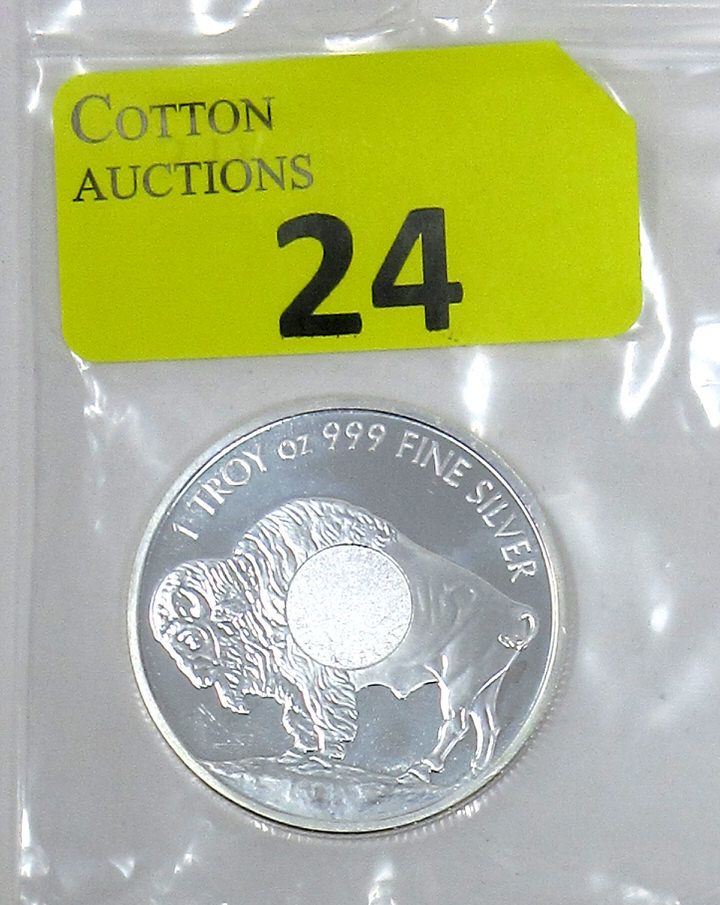 COTTON
AUCTIONS
24
1 TROY oz 999 FINE SILVER